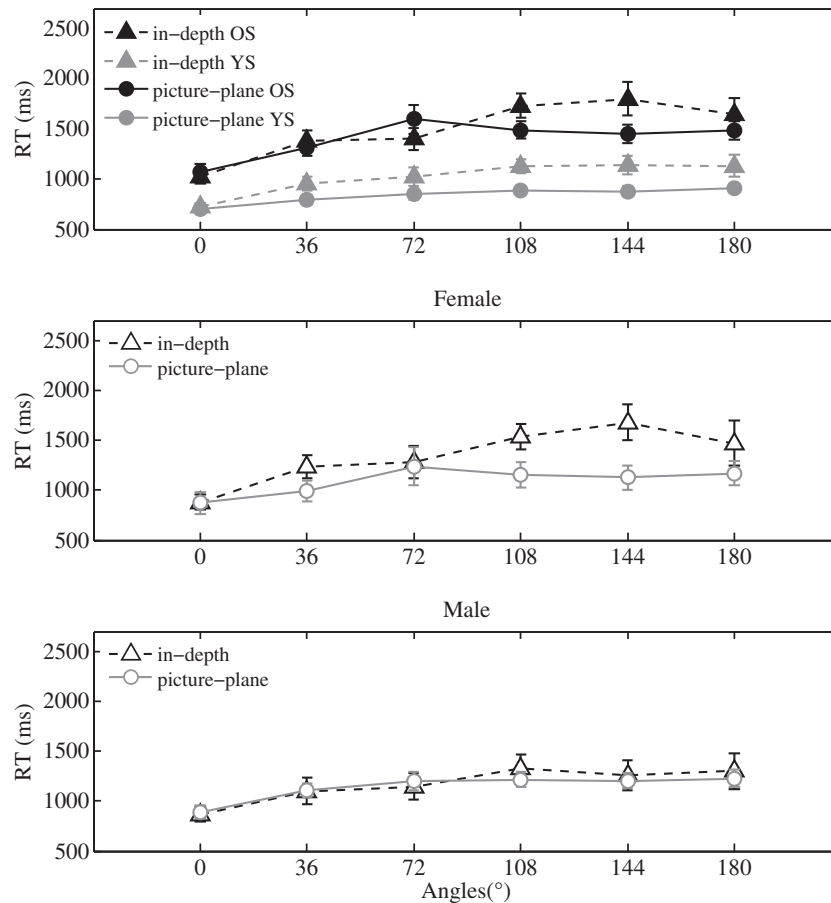 2500
2000
1500
1000
500
RT (ms)
in−depth OS
in−depth YS
picture−plane OS
picture−plane YS
0 36 72 108 144 180
Female
2500
2000
1500
1000
500
RT (ms)
in−depth
picture−plane
0 36 72 108 144 180
Male
2500
2000
1500
1000
500
RT (ms)
in−depth
picture−plane
0 36 72 108 144 180
Angles(°)